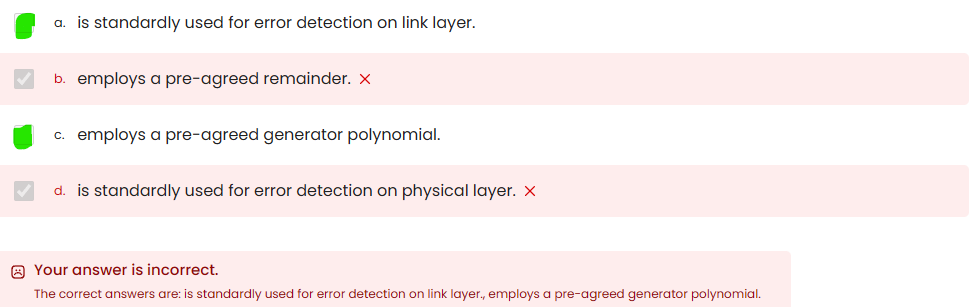 a. is standardly used for error detection on link layer.
b. employs a pre-agreed remainder.
c. employs a pre-agreed generator polynomial.
d. is standardly used for error detection on physical layer.
Your answer is incorrect.
The correct answers are: is standardly used for error detection on link layer., employs a pre-agreed generator polynomial.